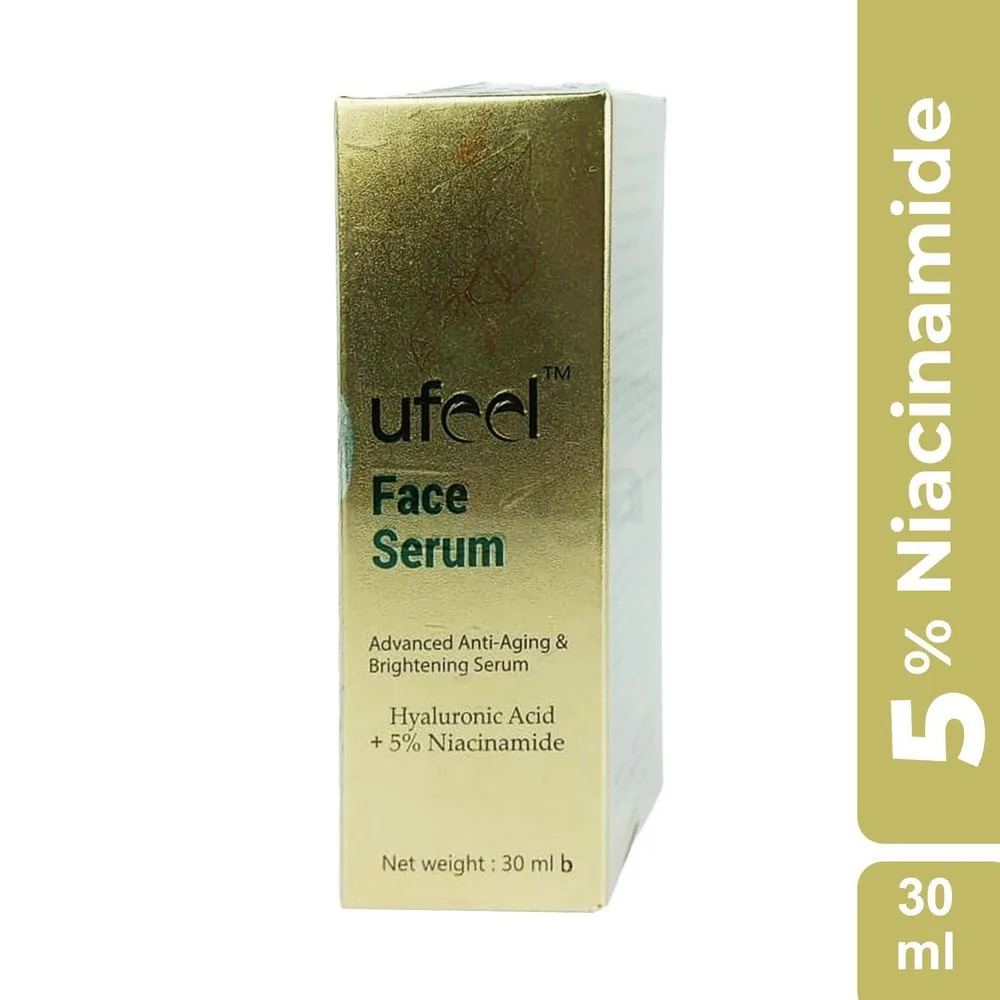 ufeel™
Face
Serum
Advanced Anti-Aging &
Brightening Serum
Hyaluronic Acid
+ 5% Niacinamide
Net weight : 30 ml b
5 % Niacinamide
30
ml